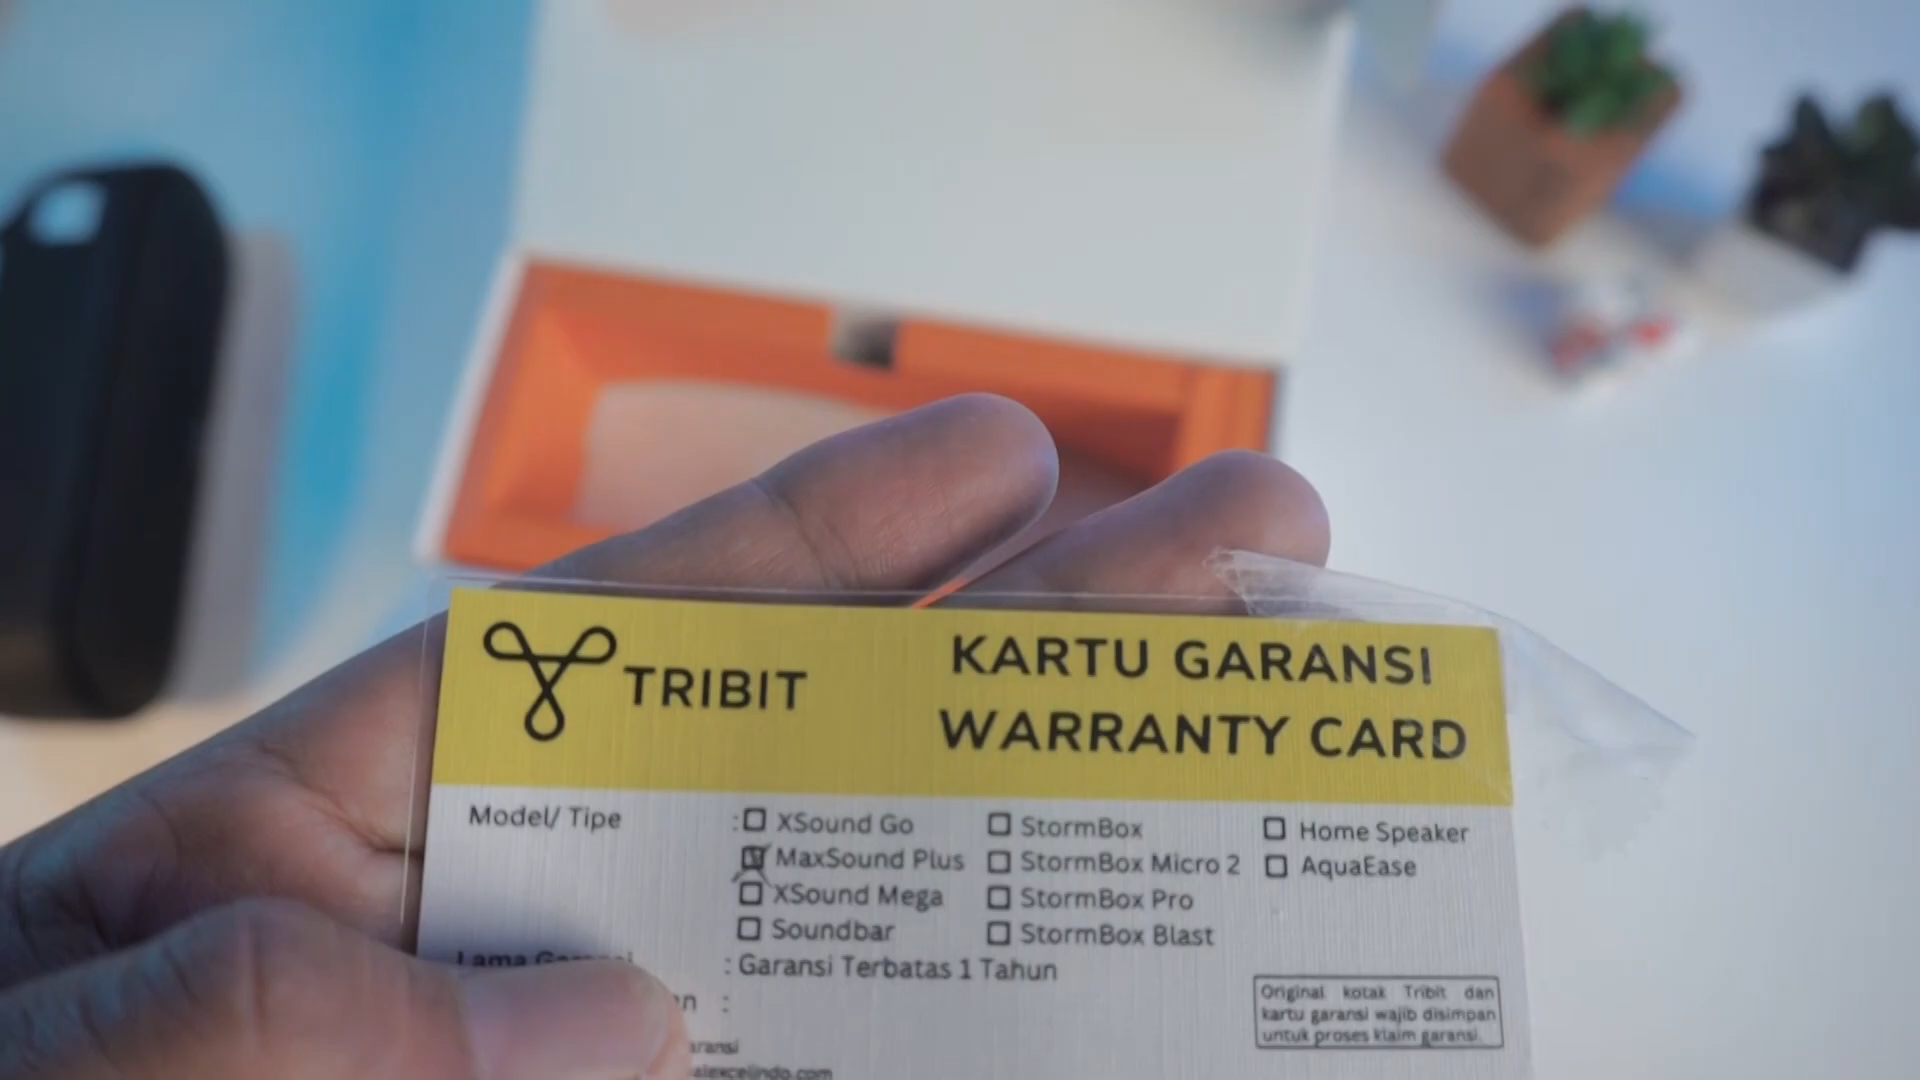 TRIBIT
KARTU GARANSI
WARRANTY CARD
Model/ Tipe : XSound Go
MaxSound Plus
XSound Mega
Soundbar
StormBox
StormBox Micro 2
StormBox Pro
StormBox Blast
Home Speaker
AquaEase
Lama : Garansi Terbatas 1 Tahun
:
Original kotak Tribit dan
kartu garansi wajib disimpan
untuk proses klaim garansi.